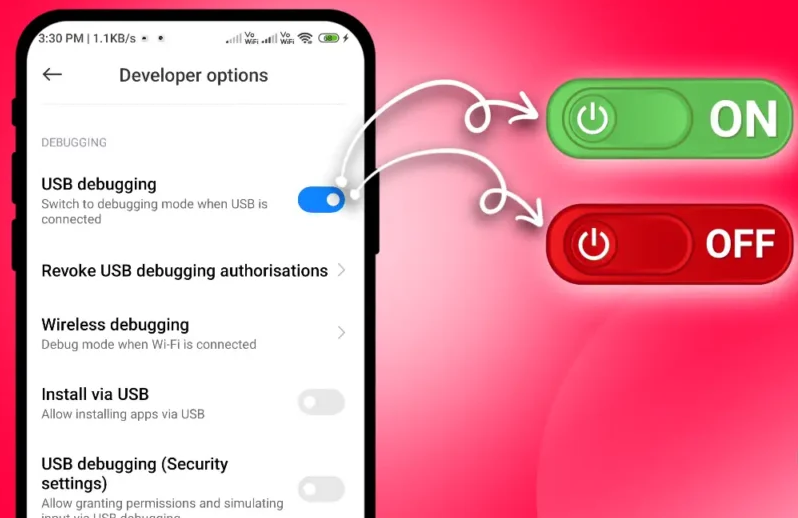 3:30 PM | 1.1KB/s
Vo
WiFi
Vo
WiFi
Developer options
DEBUGGING
USB debugging
Switch to debugging mode when USB is
connected
Revoke USB debugging authorisations
Wireless debugging
Debug mode when Wi-Fi is connected
Install via USB
Allow installing apps via USB
USB debugging (Security
settings)
Allow granting permissions and simulating
input via USB debugging
ON
OFF